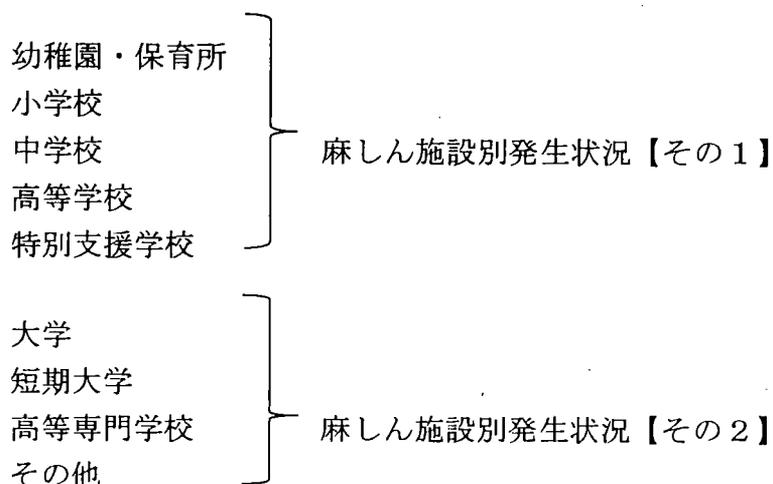 幼稚園・保育所
小学校
中学校
高等学校
特別支援学校
麻しん施設別発生状況【その１】
大学
短期大学
高等専門学校
その他
麻しん施設別発生状況【その２】